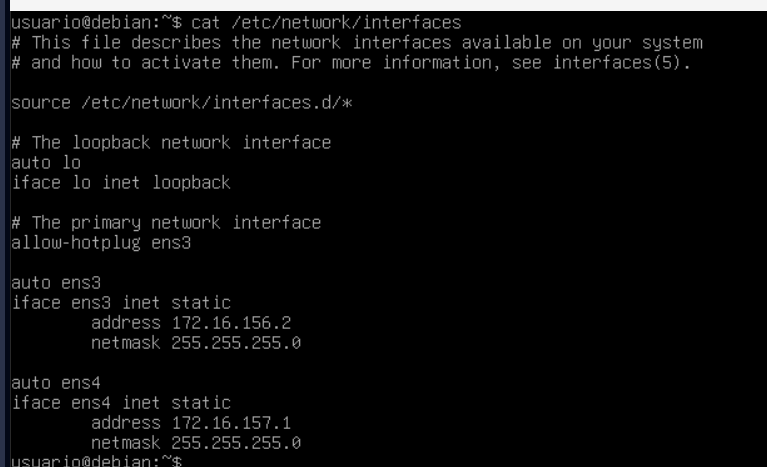 usuario@debian:~$ cat /etc/network/interfaces
# This file describes the network interfaces available on your system
# and how to activate them. For more information, see interfaces(5).
source /etc/network/interfaces.d/*
# The loopback network interface
auto lo
iface lo inet loopback
# The primary network interface
allow-hotplug ens3
auto ens3
iface ens3 inet static
address 172.16.156.2
netmask 255.255.255.0
auto ens4
iface ens4 inet static
address 172.16.157.1
netmask 255.255.255.0
usuario@debian:~$